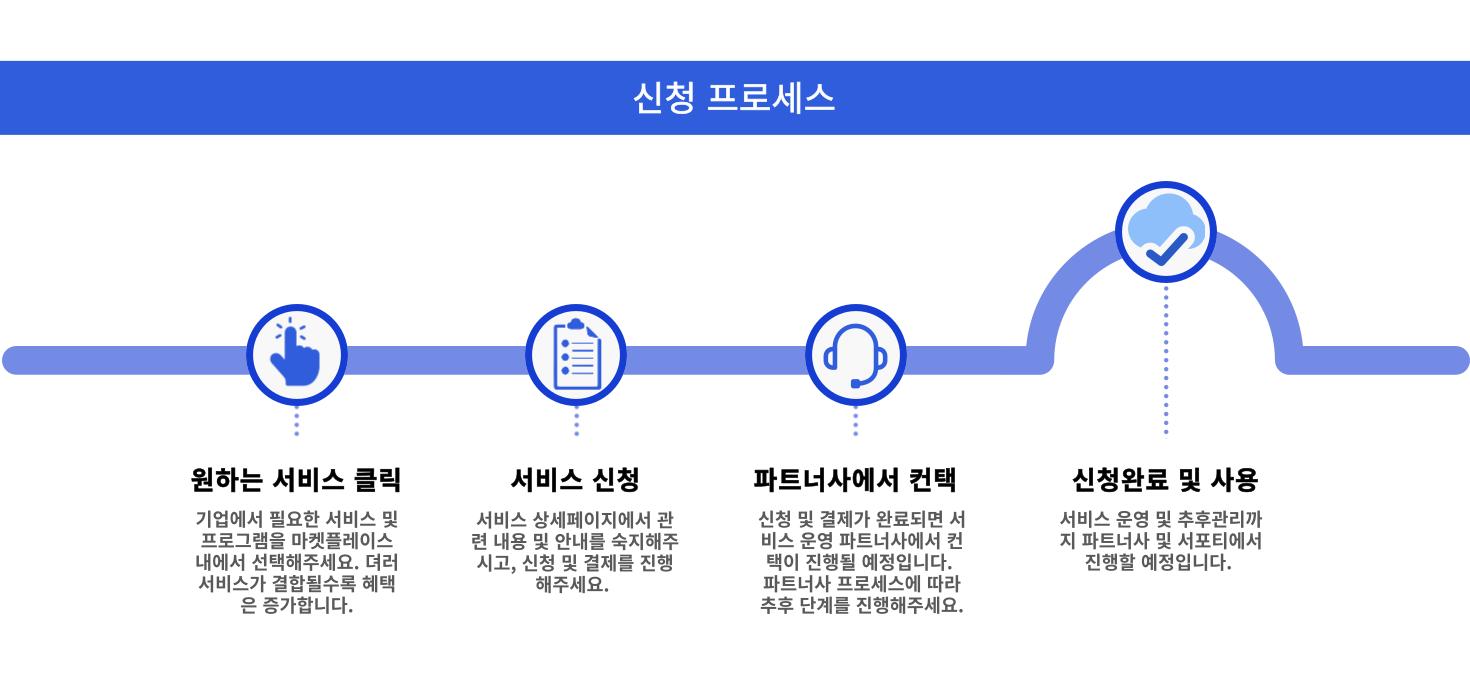 신청 프로세스
원하는 서비스 클릭
기업에서 필요한 서비스 및
프로그램을 마켓플레이스
내에서 선택해주세요. 뎌러
서비스가 결합될수록 혜택
은 증가합니다.
서비스 신청
서비스 상세페이지에서 관
련 내용 및 안내를 숙지해주
시고, 신청 및 결제를 진행
해주세요.
파트너사에서 컨택
신청 및 결제가 완료되면 서
비스 운영 파트너사에서 컨
택이 진행될 예정입니다.
파트너사 프로세스에 따라
추후 단계를 진행해주세요.
신청완료 및 사용
서비스 운영 및 추후관리까
지 파트너사 및 서포티에서
진행할 예정입니다.